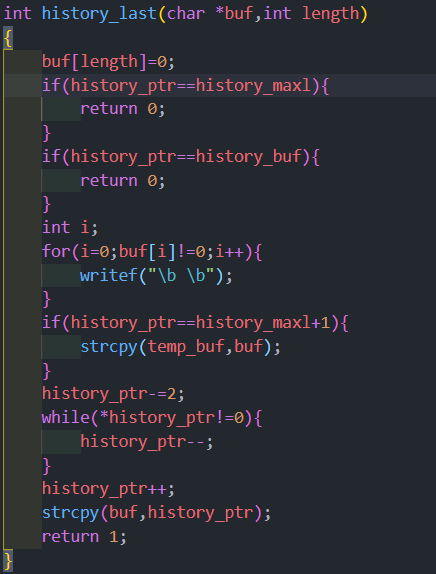 int history_last(char *buf,int length)
{
    buf[length]=0;
    if(history_ptr==history_maxl){
        return 0;
    }
    if(history_ptr==history_buf){
        return 0;
    }
    int i;
    for(i=0;buf[i]!=0;i++){
        writef("\b \b");
    }
    if(history_ptr==history_maxl+1){
        strcpy(temp_buf,buf);
    }
    history_ptr-=2;
    while(*history_ptr!=0){
        history_ptr--;
    }
    history_ptr++;
    strcpy(buf,history_ptr);
    return 1;
}